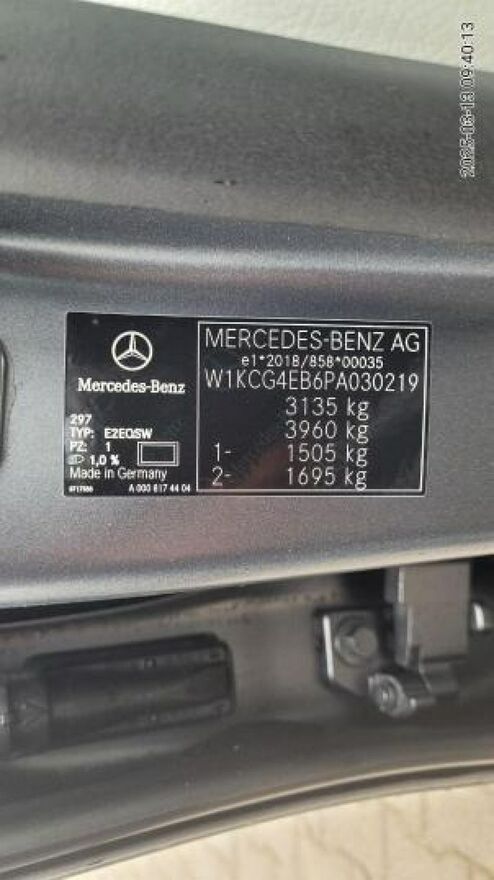 2025-03-13 09:40:13
Mercedes-Benz
297
TYP: E2EQSW
PZ: 1
1,0 %
Made in Germany
A 000 817 44 04
MERCEDES-BENZ AG
e1*2018/858*00035
W1KCG4EB6PA030219
3135 kg
3960 kg
1- 1505 kg
2- 1695 kg